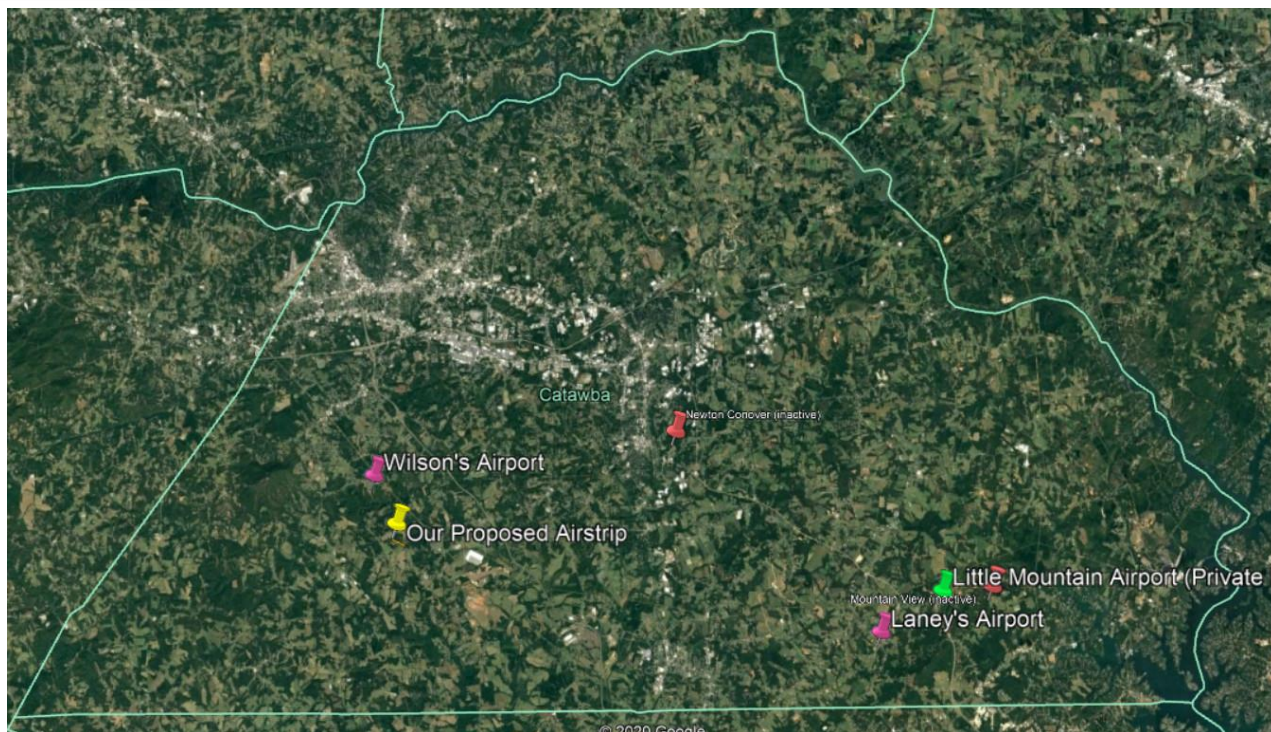 Catawba
Newton Conover (inactive)
Wilson's Airport
Our Proposed Airstrip
Little Mountain Airport (Private
Mountain View (inactive)
Laney's Airport
© 2020 Google